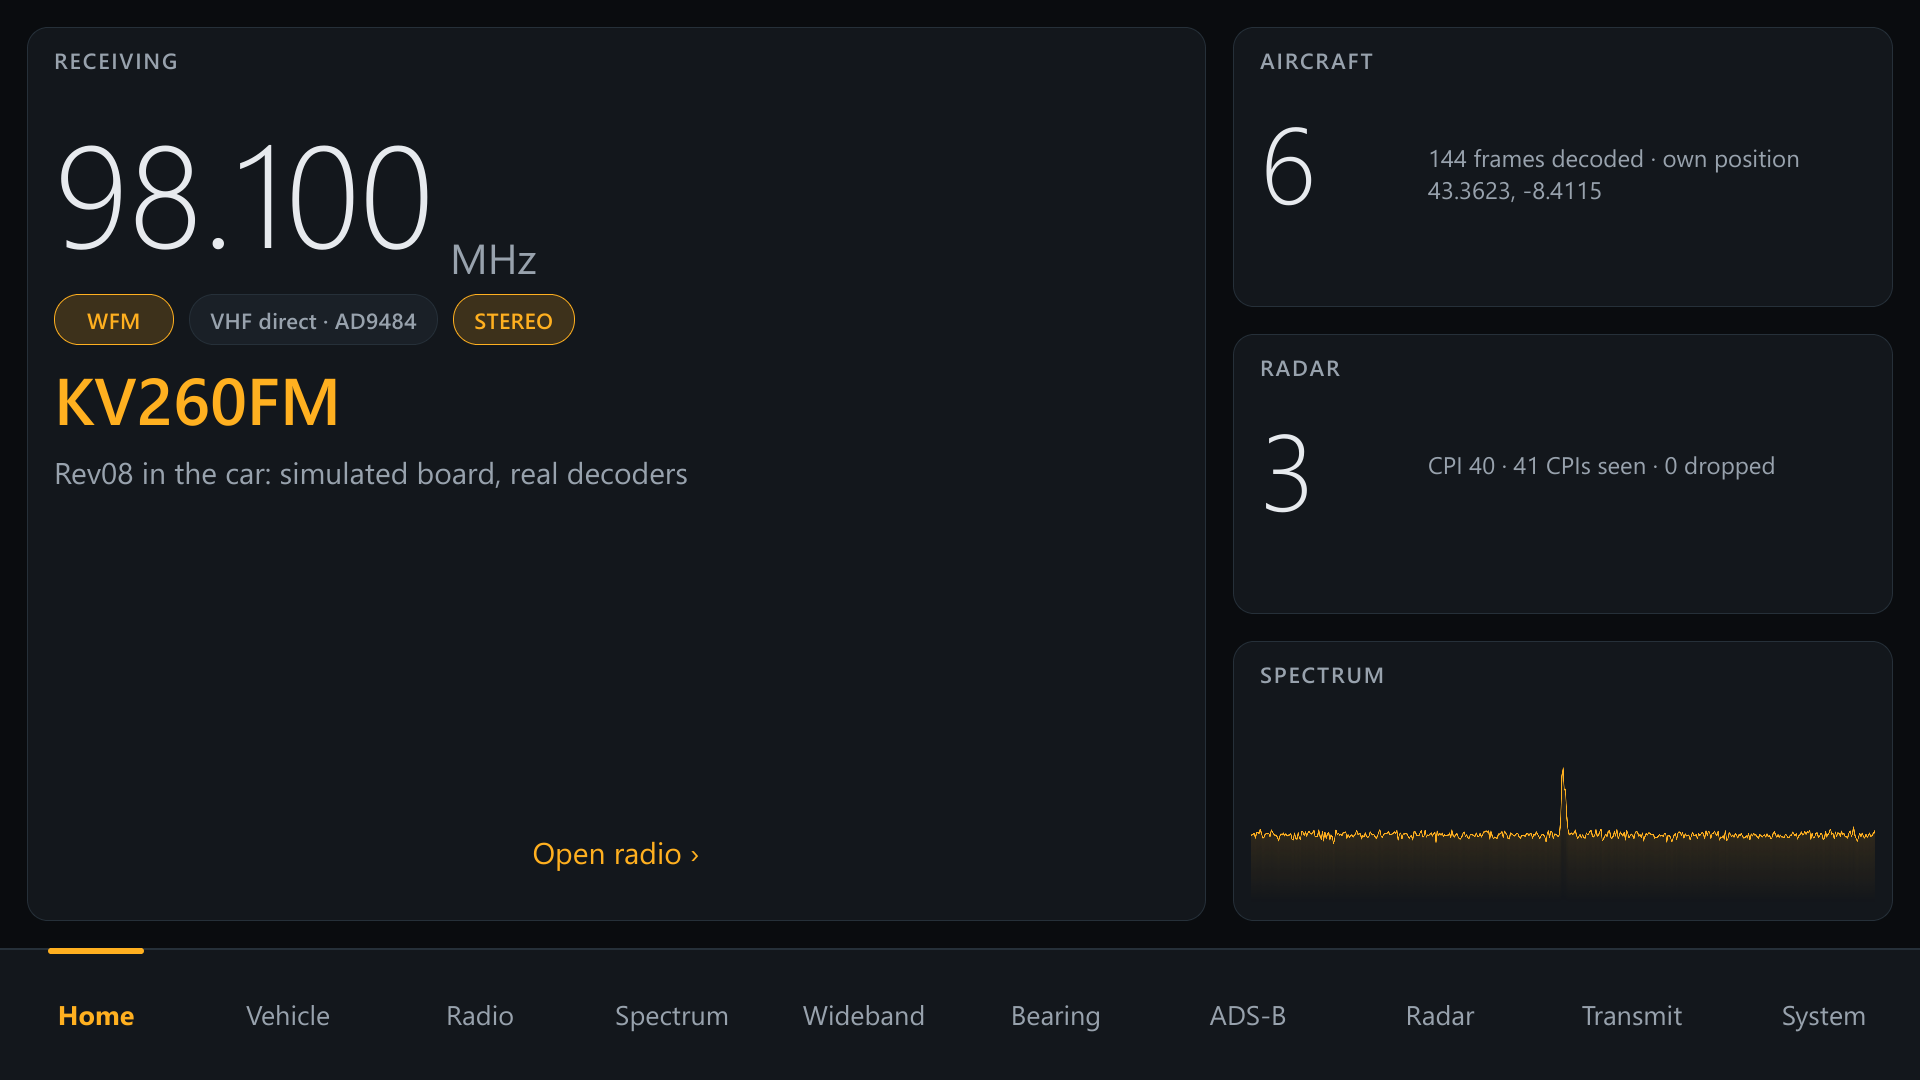 RECEIVING
98.100 MHz
WFM
VHF direct · AD9484
STEREO
KV260FM
Rev08 in the car: simulated board, real decoders
Open radio ›
AIRCRAFT
6
144 frames decoded · own position
43.3623, -8.4115
RADAR
3
CPI 40 · 41 CPIs seen · 0 dropped
SPECTRUM
Home
Vehicle
Radio
Spectrum
Wideband
Bearing
ADS-B
Radar
Transmit
System